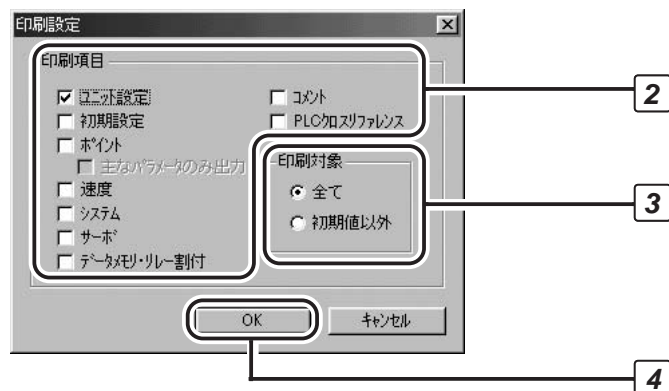 印刷設定
印刷項目
ユニット設定
初期設定
ポイント
主なパラメータのみ出力
速度
システム
サーボ
データメモリ・リレー割付
コメント
PLCクロスリファレンス
2
印刷対象
全て
初期値以外
3
OK
キャンセル
4